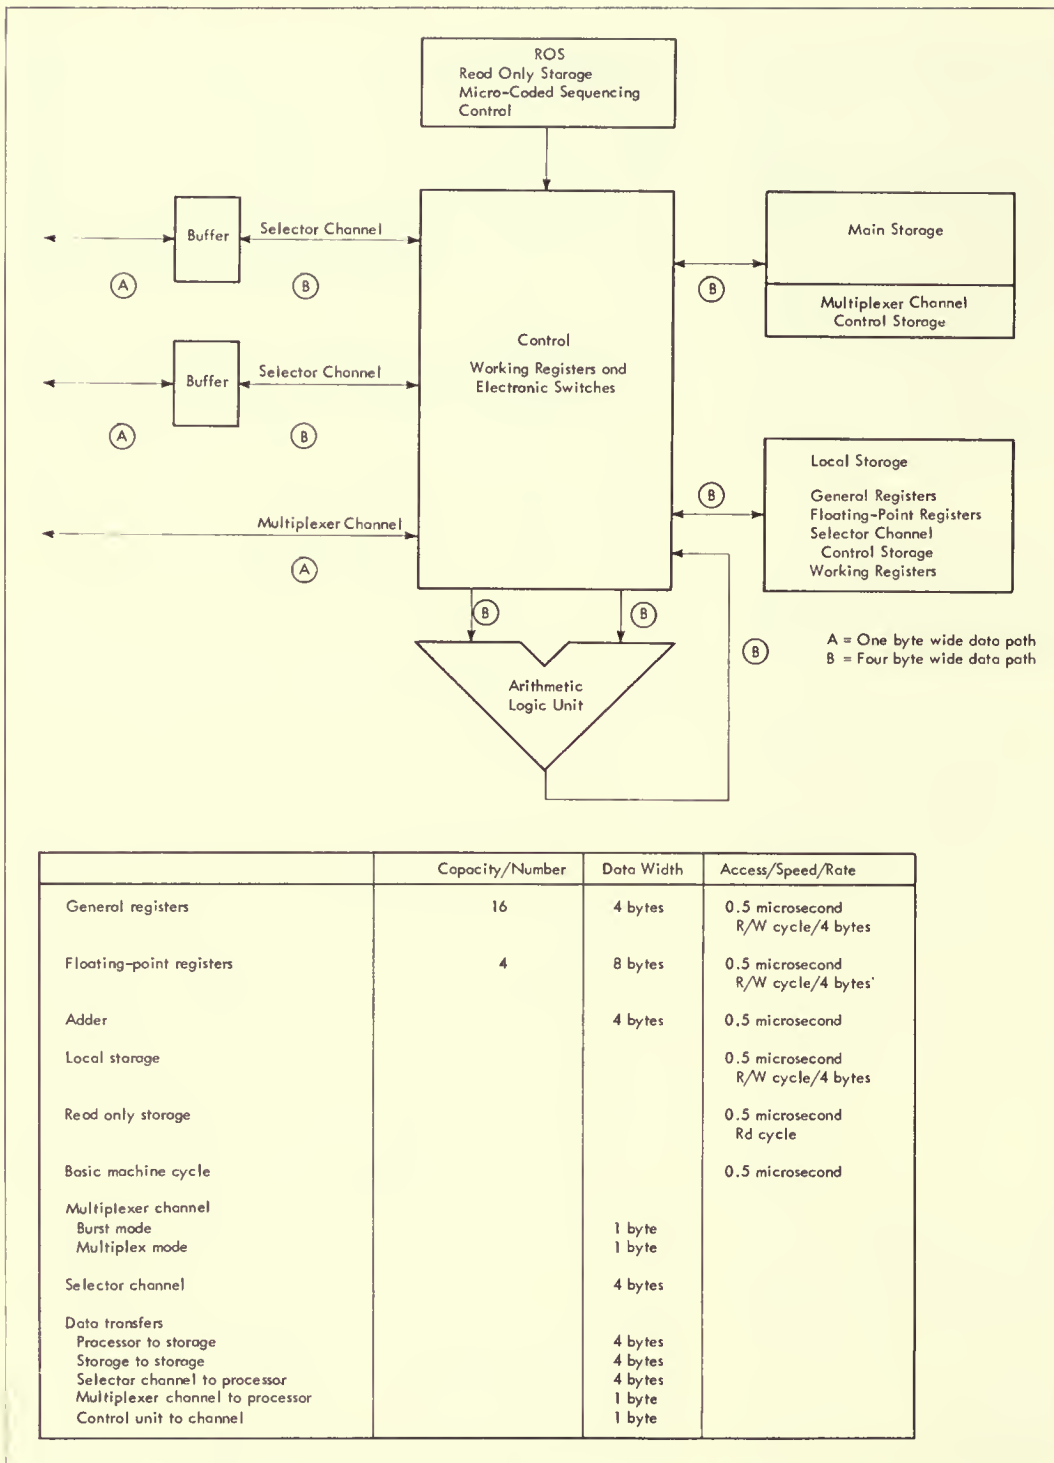 ROS
Read Only Storage
Micro-Coded Sequencing
Control
Buffer
Selector Channel
A
B
Buffer
Selector Channel
A
B
Multiplexer Channel
A
Control
Working Registers and
Electronic Switches
B
Main Storage
Multiplexer Channel
Control Storage
B
Local Storage
General Registers
Floating-Point Registers
Selector Channel
Control Storage
Working Registers
B
B
B
Arithmetic
Logic Unit
A = One byte wide data path
B = Four byte wide data path
Capacity/Number Data Width Access/Speed/Rate
General registers 16 4 bytes 0.5 microsecond
R/W cycle/4 bytes
Floating-point registers 4 8 bytes 0.5 microsecond
R/W cycle/4 bytes
Adder 4 bytes 0.5 microsecond
Local storage 0.5 microsecond
R/W cycle/4 bytes
Read only storage 0.5 microsecond
Rd cycle
Basic machine cycle 0.5 microsecond
Multiplexer channel
Burst mode 1 byte
Multiplex mode 1 byte
Selector channel 4 bytes
Data transfers
Processor to storage 4 bytes
Storage to storage 4 bytes
Selector channel to processor 4 bytes
Multiplexer channel to processor 1 byte
Control unit to channel 1 byte